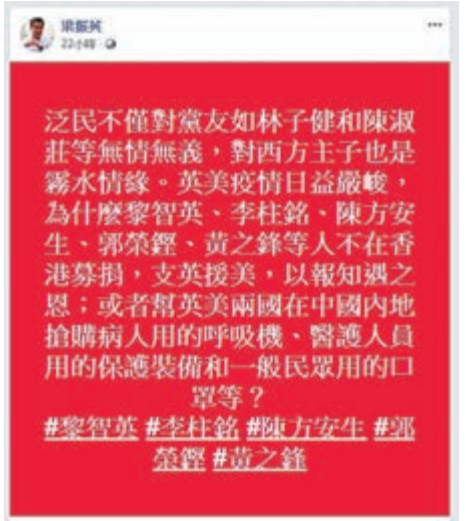 梁振英
22小時
泛民不僅對黨友如林子健和陳淑
莊等無情無義，對西方主子也是
霧水情緣。英美疫情日益嚴峻，
為什麼黎智英、李柱銘、陳方安
生、郭榮鏗、黃之鋒等人不在香
港募捐，支英援美，以報知遇之
恩；或者幫英美兩國在中國內地
搶購病人用的呼吸機、醫護人員
用的保護裝備和一般民眾用的口
罩等？
#黎智英 #李柱銘 #陳方安生 #郭
榮鏗 #黃之鋒